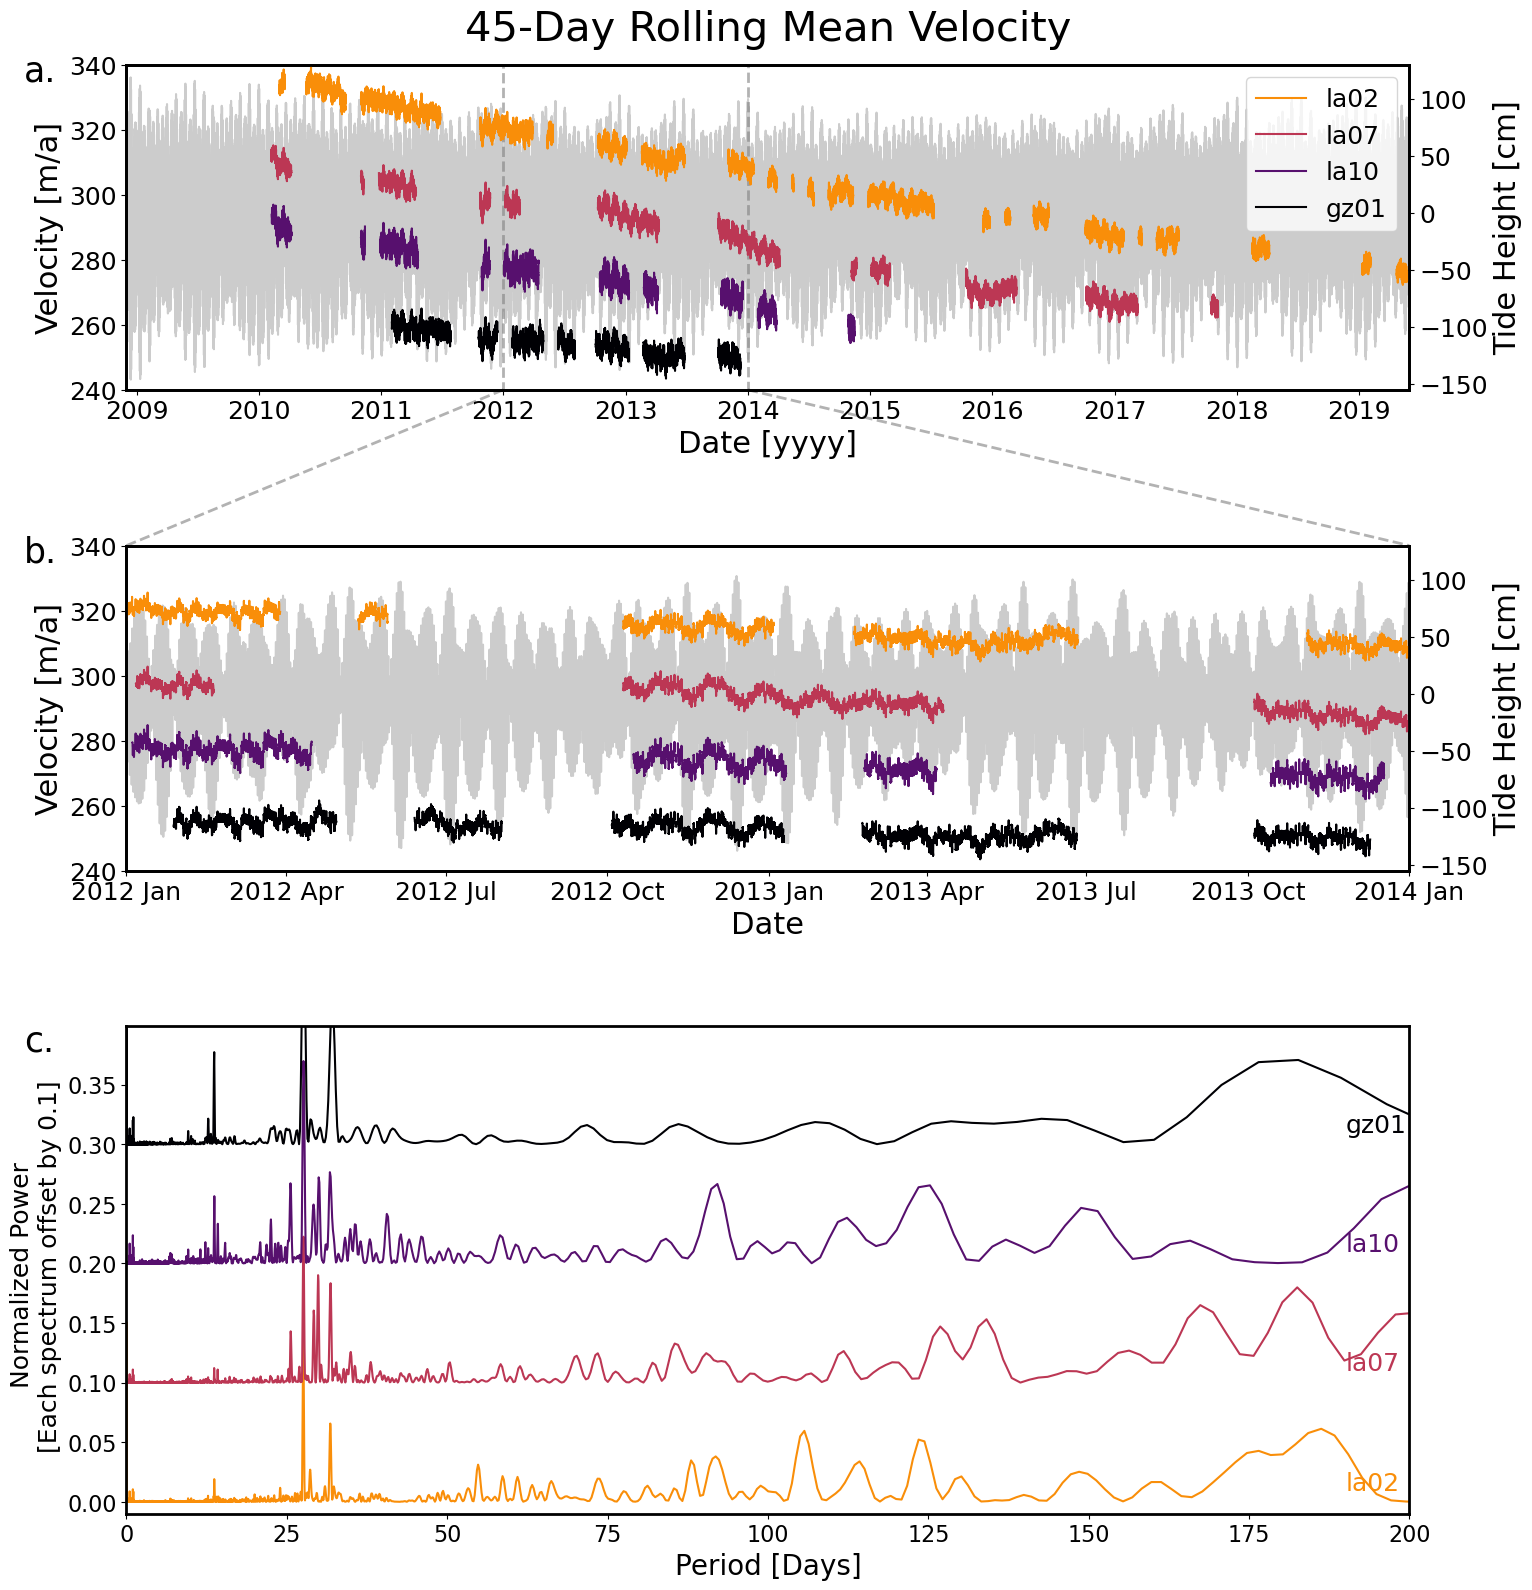 45-Day Rolling Mean Velocity
a.
340
320
300
280
260
240
Velocity [m/a]
100
50
0
−50
−100
−150
Tide Height [cm]
la02
la07
la10
gz01
2009 2010 2011 2012 2013 2014 2015 2016 2017 2018 2019
Date [yyyy]
b.
340
320
300
280
260
240
Velocity [m/a]
100
50
0
−50
−100
−150
Tide Height [cm]
2012 Jan 2012 Apr 2012 Jul 2012 Oct 2013 Jan 2013 Apr 2013 Jul 2013 Oct 2014 Jan
Date
c.
0.35
0.30
0.25
0.20
0.15
0.10
0.05
0.00
Normalized Power
[Each spectrum offset by 0.1]
gz01
la10
la07
la02
0 25 50 75 100 125 150 175 200
Period [Days]